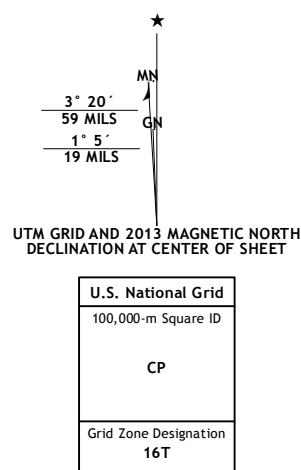 MN
3° 20´
59 MILS
GN
1° 5´
19 MILS
UTM GRID AND 2013 MAGNETIC NORTH
DECLINATION AT CENTER OF SHEET
U.S. National Grid
100,000-m Square ID
CP
Grid Zone Designation
16T